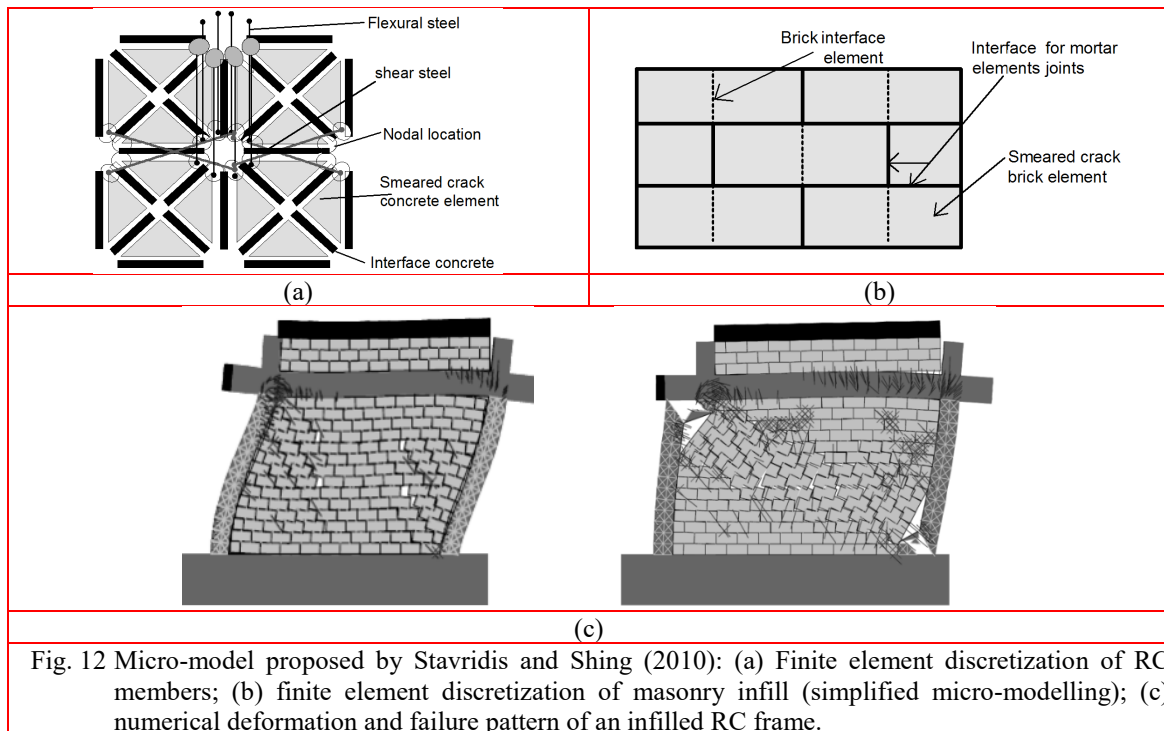 Flexural steel
shear steel
Nodal location
Smeared crack
concrete element
Interface concrete
(a)
Brick interface
element
Interface for mortar
elements joints
Smeared crack
brick element
(b)
(c)
Fig. 12 Micro-model proposed by Stavridis and Shing (2010): (a) Finite element discretization of RC
members; (b) finite element discretization of masonry infill (simplified micro-modelling); (c)
numerical deformation and failure pattern of an infilled RC frame.